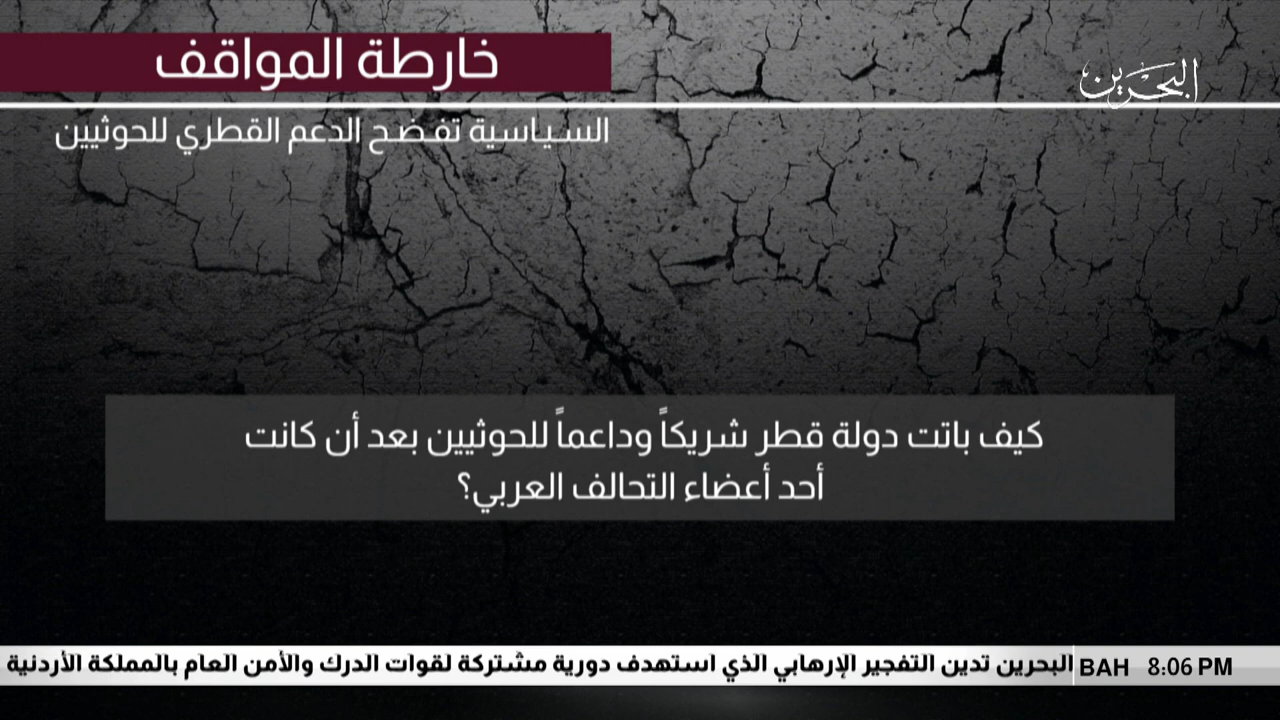 خارطة المواقف
البحرين
السياسية تفضح الدعم القطري للحوثيين
كيف باتت دولة قطر شريكاً وداعماً للحوثيين بعد أن كانت
أحد أعضاء التحالف العربي؟
البحرين تدين التفجير الإرهابي الذي استهدف دورية مشتركة لقوات الدرك والأمن العام بالمملكة الأردنية
BAH 8:06 PM